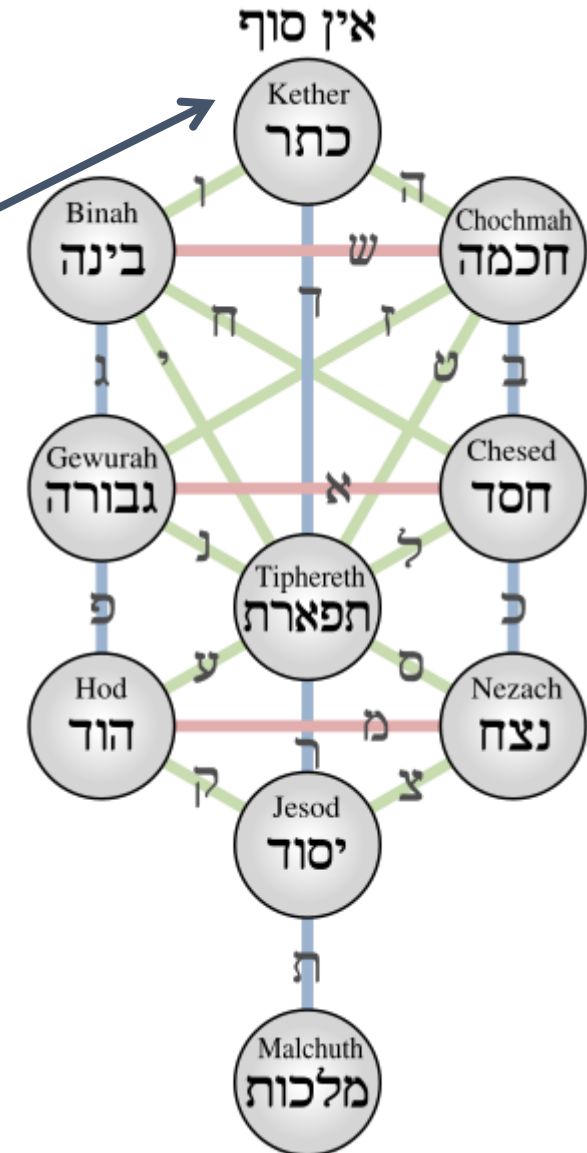 אין סוף
Kether
כתר
ו
ה
Binah
בינה
Chochmah
חכמה
ש
ד
ח
ז
ג
י
ט
ב
Gewurah
גבורה
Chesed
חסד
א
נ
ל
Tiphereth
תפארת
פ
כ
ע
ס
Hod
הוד
Nezach
נצח
מ
ר
ק
צ
Jesod
יסוד
ת
Malchuth
מלכות